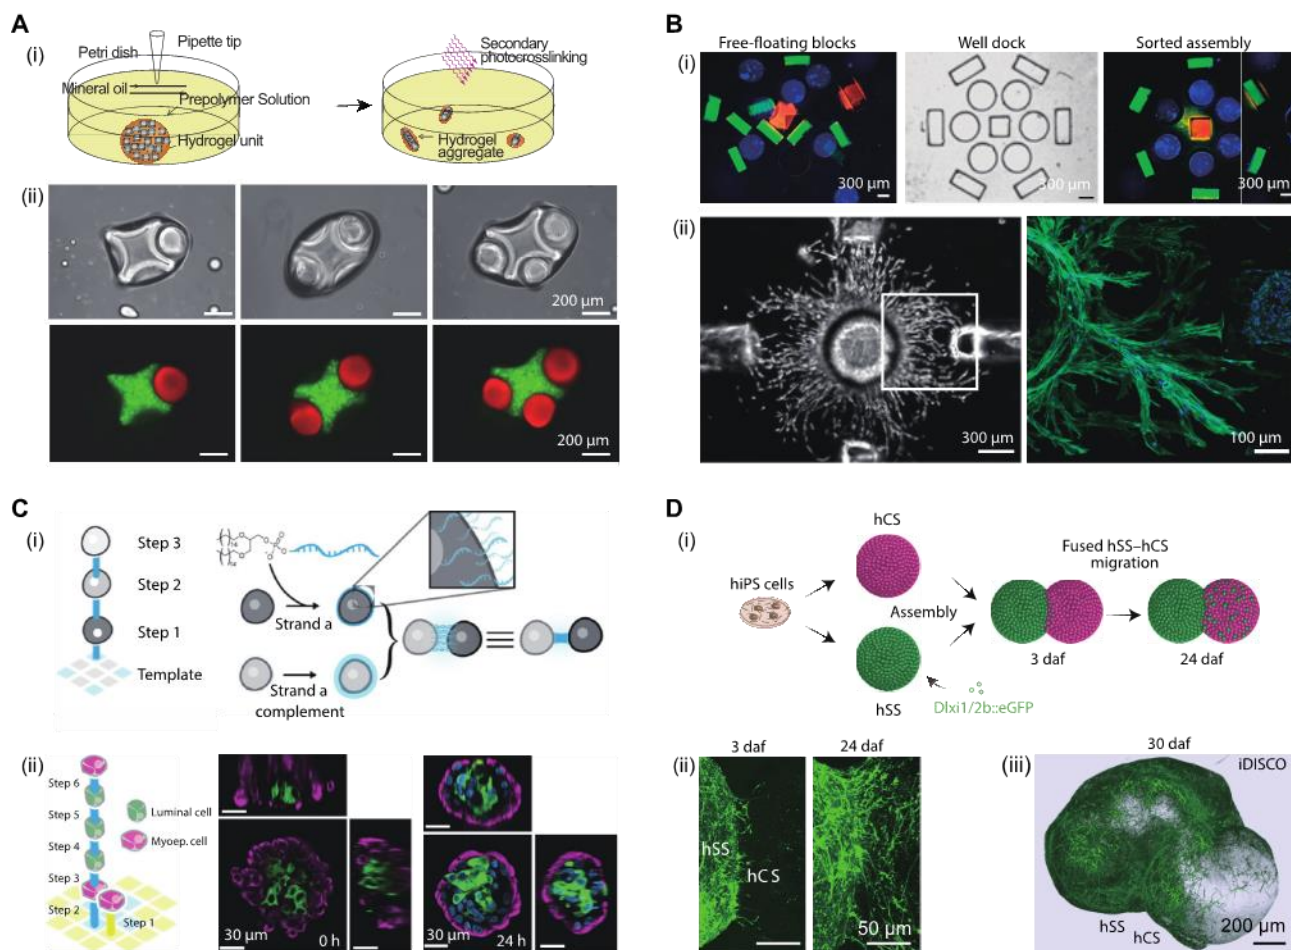 A
(i)
Petri dish
Pipette tip
Mineral oil
Prepolymer Solution
Hydrogel unit
Secondary
photocrosslinking
Hydrogel
aggregate
(ii)
200 μm
200 μm
B
Free-floating blocks
Well dock
Sorted assembly
(i)
300 μm
300 μm
300 μm
300 μm
(ii)
300 μm
100 μm
C
(i)
Step 3
Step 2
Step 1
Template
Strand a
Strand a
complement
(ii)
Step 6
Step 5
Step 4
Step 3
Step 2
Step 1
Luminal cell
Myoep. cell
30 μm
0 h
30 μm
24 h
D
(i)
hiPS cells
hCS
Assembly
hSS
Dlxi1/2b::eGFP
Fused hSS–hCS
migration
3 daf
24 daf
(ii)
3 daf
24 daf
hSS
hCS
50 μm
(iii)
30 daf
iDISCO
hSS
hCS
200 μm